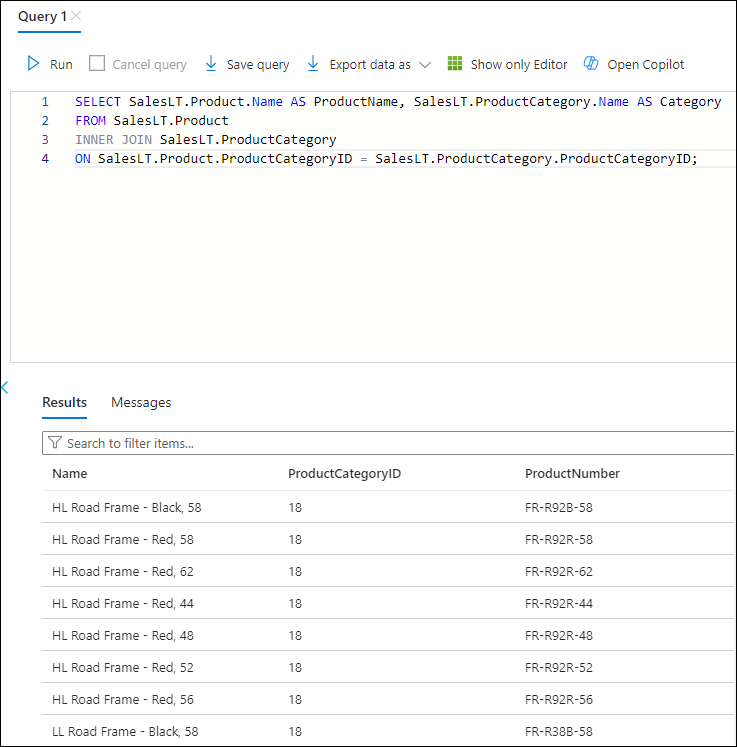 Query 1
Run Cancel query Save query Export data as Show only Editor Open Copilot
1 SELECT SalesLT.Product.Name AS ProductName, SalesLT.ProductCategory.Name AS Category
2 FROM SalesLT.Product
3 INNER JOIN SalesLT.ProductCategory
4 ON SalesLT.Product.ProductCategoryID = SalesLT.ProductCategory.ProductCategoryID;
Results Messages
Search to filter items...
Name ProductCategoryID ProductNumber
HL Road Frame - Black, 58 18 FR-R92B-58
HL Road Frame - Red, 58 18 FR-R92R-58
HL Road Frame - Red, 62 18 FR-R92R-62
HL Road Frame - Red, 44 18 FR-R92R-44
HL Road Frame - Red, 48 18 FR-R92R-48
HL Road Frame - Red, 52 18 FR-R92R-52
HL Road Frame - Red, 56 18 FR-R92R-56
LL Road Frame - Black, 58 18 FR-R38B-58